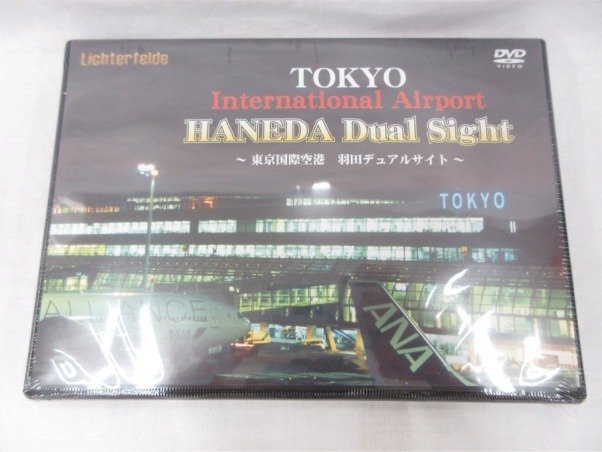 Lichterfelde
DVD
VIDEO
TOKYO
International Airport
HANEDA Dual Sight
～東京国際空港 羽田デュアルサイト～
TOKYO
ALLIANCE
ANA